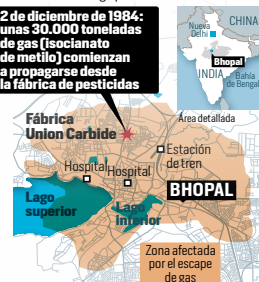 2 de diciembre de 1984:
unas 30.000 toneladas
de gas (isocianato
de metilo) comienzan
a propagarse desde
la fábrica de pesticidas
CHINA
Nueva
Delhi
Bhopal
INDIA
Bahía
de Bengala
Área detallada
Fábrica
Union Carbide
Estación
de tren
Hospital
Hospital
BHOPAL
Lago
superior
Lago
Inferior
Zona afectada
por el escape
de gas